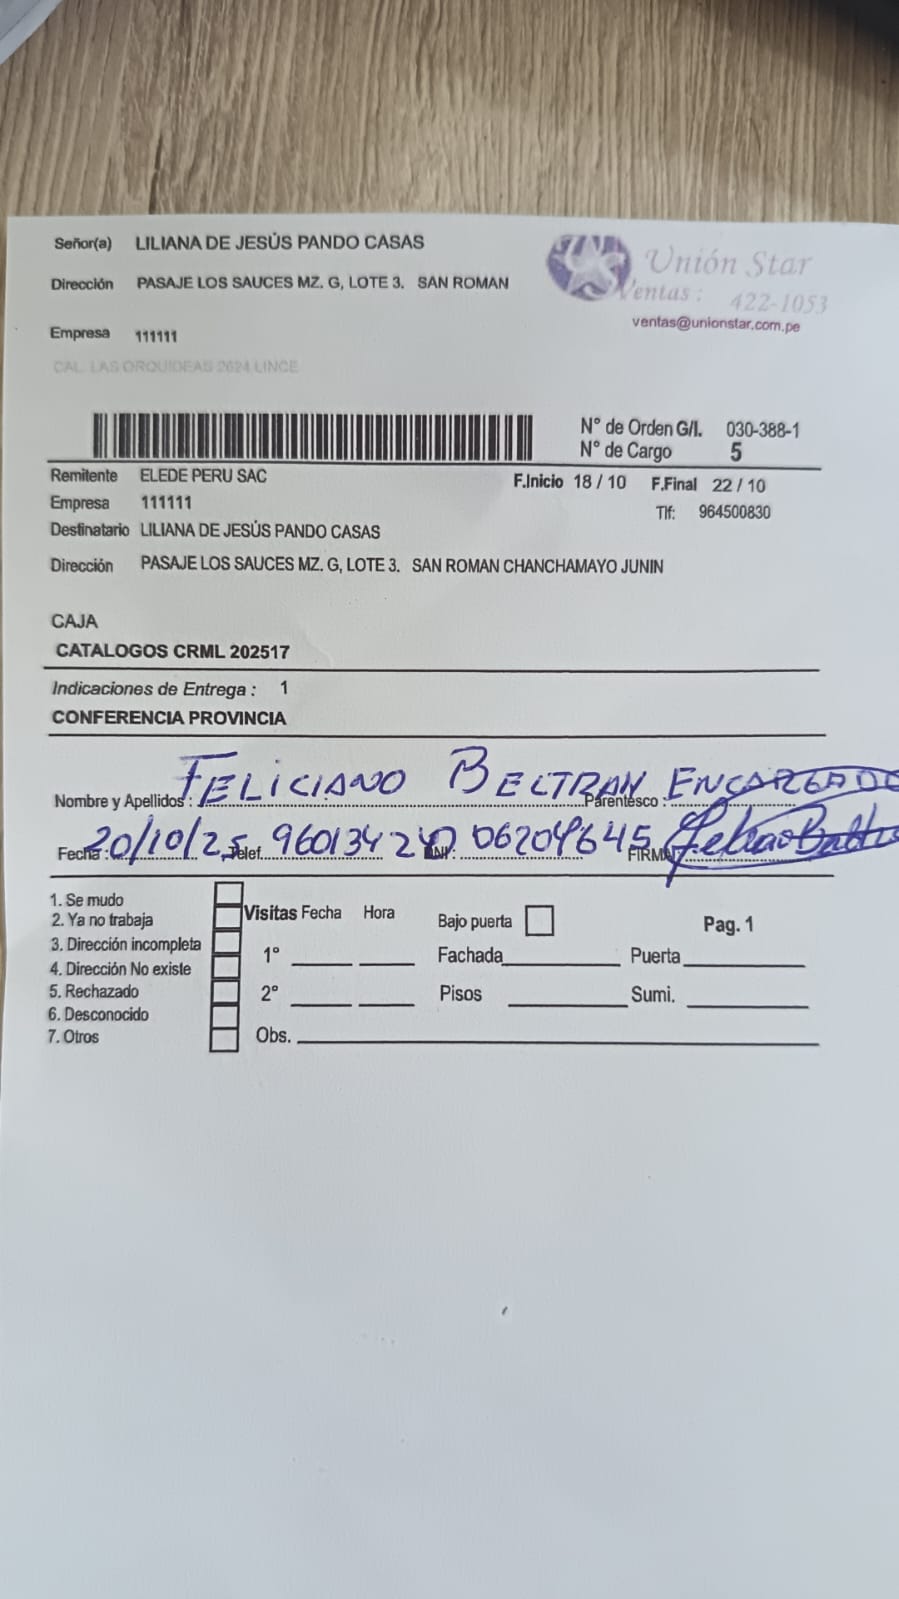 Señor(a) LILIANA DE JESÚS PANDO CASAS
Unión Star
Dirección PASAJE LOS SAUCES MZ. G, LOTE 3. SAN ROMAN
Ventas : 422-1053
ventas@unionstar.com.pe
Empresa 111111
CAL. LAS ORQUIDEAS 2624 LINCE
N° de Orden G/I. 030-388-1
N° de Cargo 5
Remitente ELEDE PERU SAC
F.Inicio 18 / 10 F.Final 22 / 10
Empresa 111111
Tlf: 964500830
Destinatario LILIANA DE JESÚS PANDO CASAS
Dirección PASAJE LOS SAUCES MZ. G, LOTE 3. SAN ROMAN CHANCHAMAYO JUNIN
CAJA
CATALOGOS CRML 202517
Indicaciones de Entrega : 1
CONFERENCIA PROVINCIA
Nombre y Apellidos : FELICIANO BELTRAN Parentesco : ENCARGADO
Fecha : 20/10/25 Telef. 960134242 DNI : 06204645 FIRMA
1. Se mudo
2. Ya no trabaja
3. Dirección incompleta
4. Dirección No existe
5. Rechazado
6. Desconocido
7. Otros
Visitas Fecha Hora
1°
2°
Obs.
Bajo puerta
Pag. 1
Fachada Puerta
Pisos Sumi.